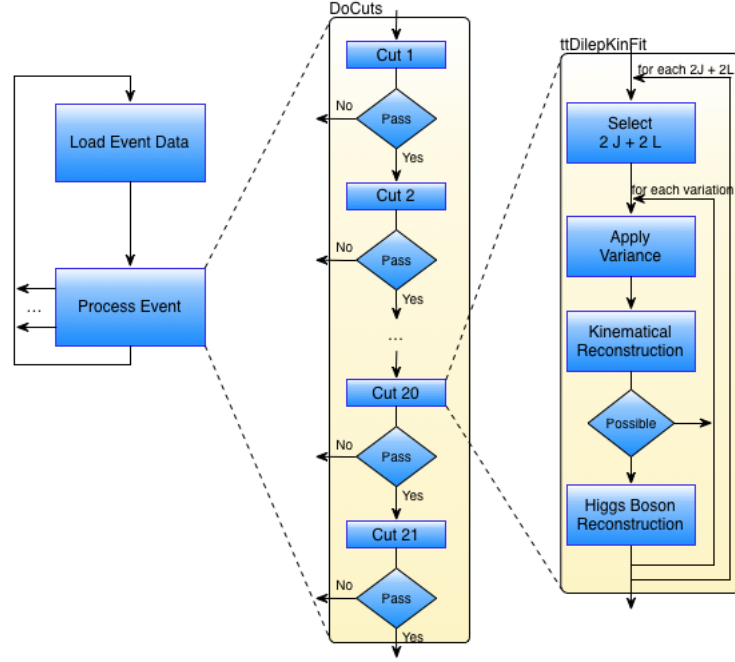 Load Event Data
Process Event
...
DoCuts
Cut 1
No
Pass
Yes
Cut 2
No
Pass
Yes
...
Cut 20
No
Pass
Yes
Cut 21
No
Pass
Yes
ttDilepKinFit
for each 2J + 2L
Select
2 J + 2 L
for each variation
Apply
Variance
Kinematical
Reconstruction
Possible
Higgs Boson
Reconstruction